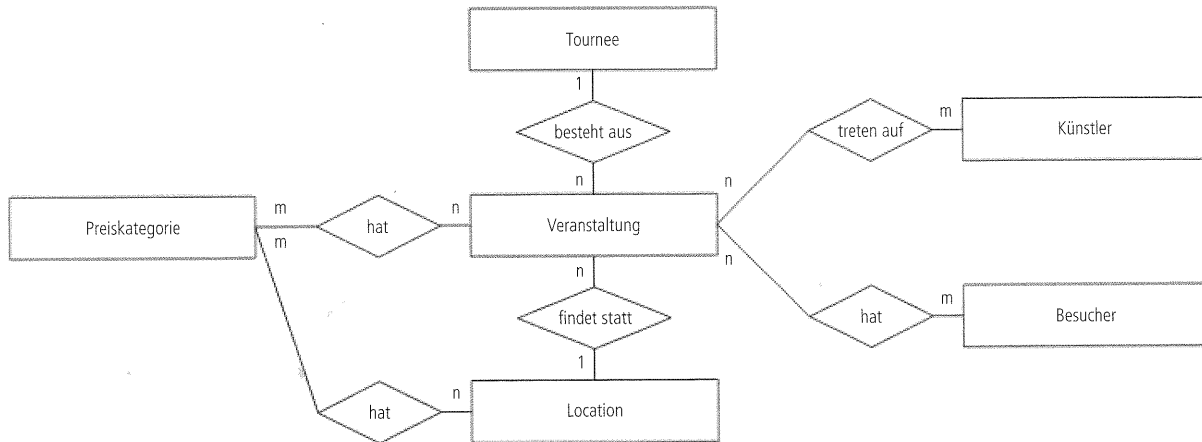 Tournee
1
besteht aus
n
treten auf
m
Künstler
n
Preiskategorie
m
m
hat
n
Veranstaltung
n
n
findet statt
1
hat
m
Besucher
hat
n
Location